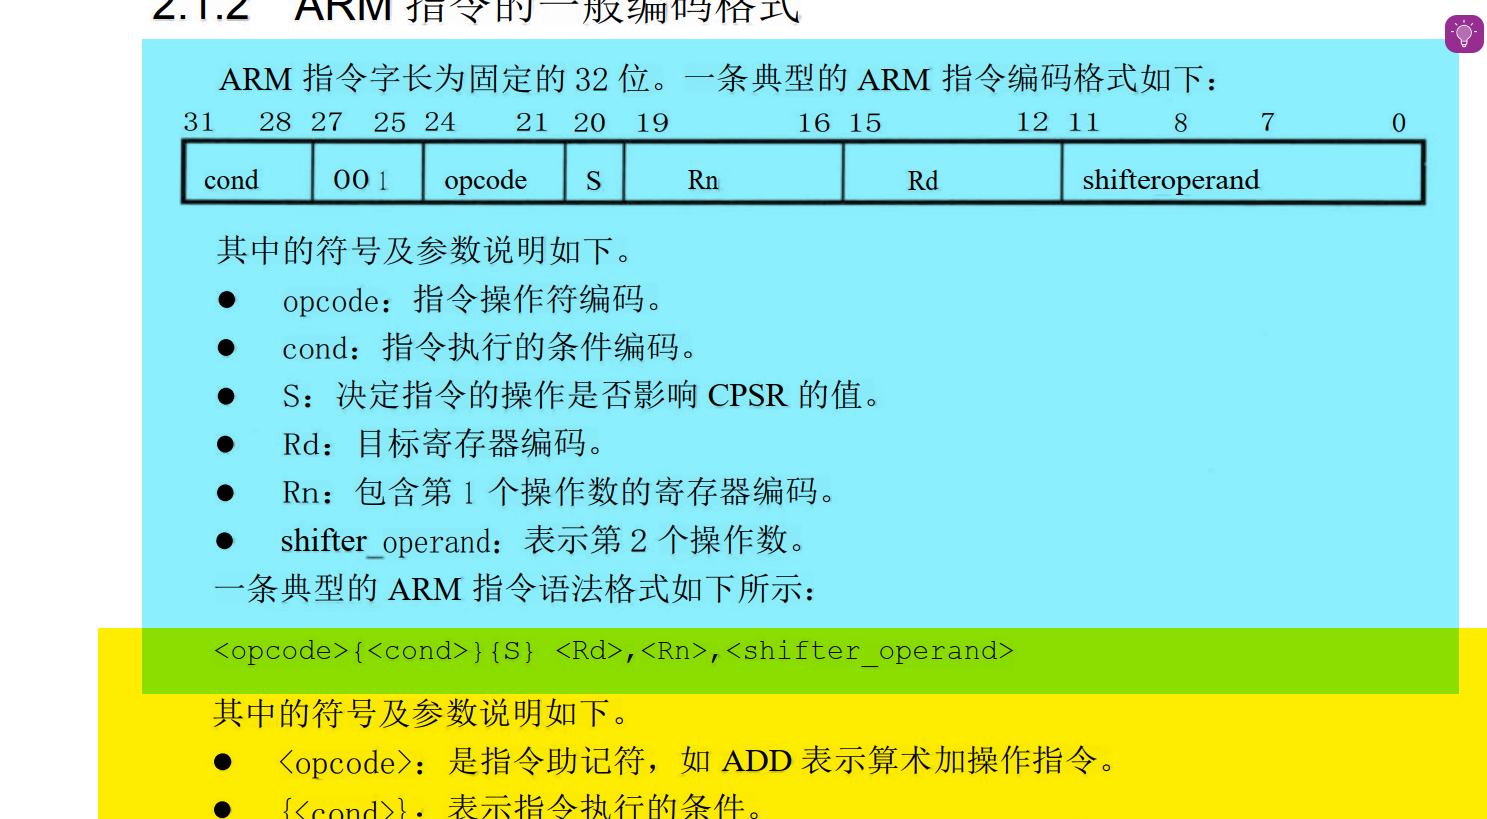 2.1.2 ARM 指令的一般编码格式
ARM 指令字长为固定的 32 位。一条典型的 ARM 指令编码格式如下：
31 28 27 25 24 21 20 19 16 15 12 11 8 7 0
cond 001 opcode S Rn Rd shifteroperand
其中的符号及参数说明如下。
● opcode：指令操作符编码。
● cond：指令执行的条件编码。
● S：决定指令的操作是否影响 CPSR 的值。
● Rd：目标寄存器编码。
● Rn：包含第 1 个操作数的寄存器编码。
● shifter_operand：表示第 2 个操作数。
一条典型的 ARM 指令语法格式如下所示：
<opcode>{<cond>}{S} <Rd>,<Rn>,<shifter_operand>
其中的符号及参数说明如下。
● <opcode>：是指令助记符，如 ADD 表示算术加操作指令。
● {<cond>}：表示指令执行的条件。